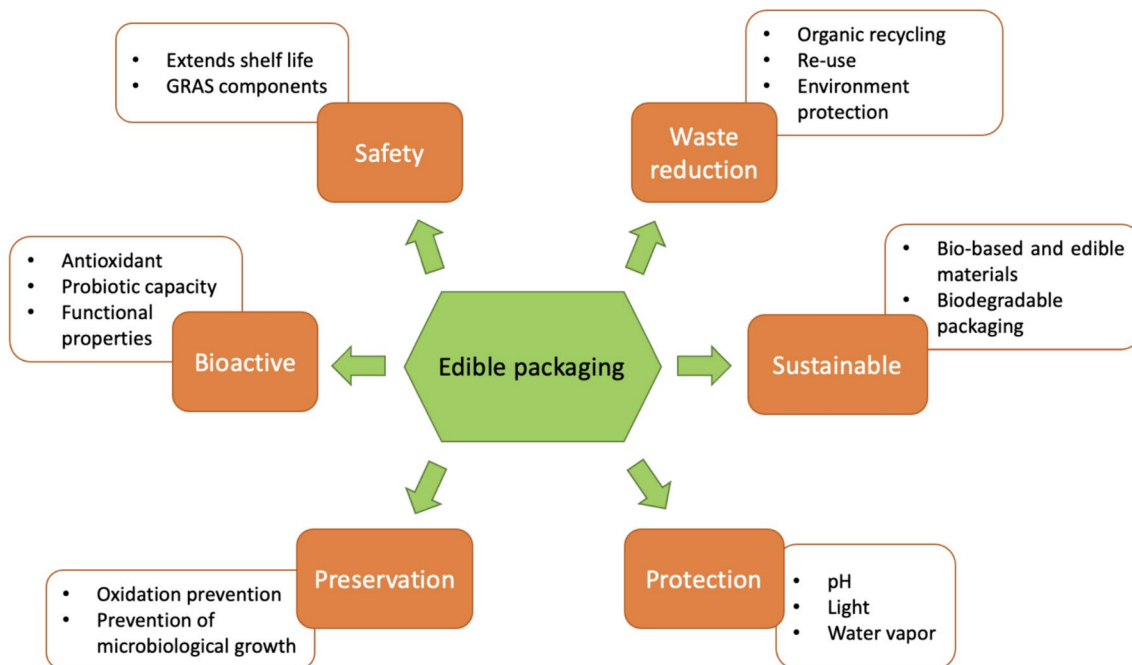 • Extends shelf life
• GRAS components
Safety
• Organic recycling
• Re-use
• Environment
protection
Waste
reduction
• Antioxidant
• Probiotic capacity
• Functional
properties
Bioactive
Edible packaging
• Bio-based and edible
materials
• Biodegradable
packaging
Sustainable
Preservation
• Oxidation prevention
• Prevention of
microbiological growth
Protection
• pH
• Light
• Water vapor